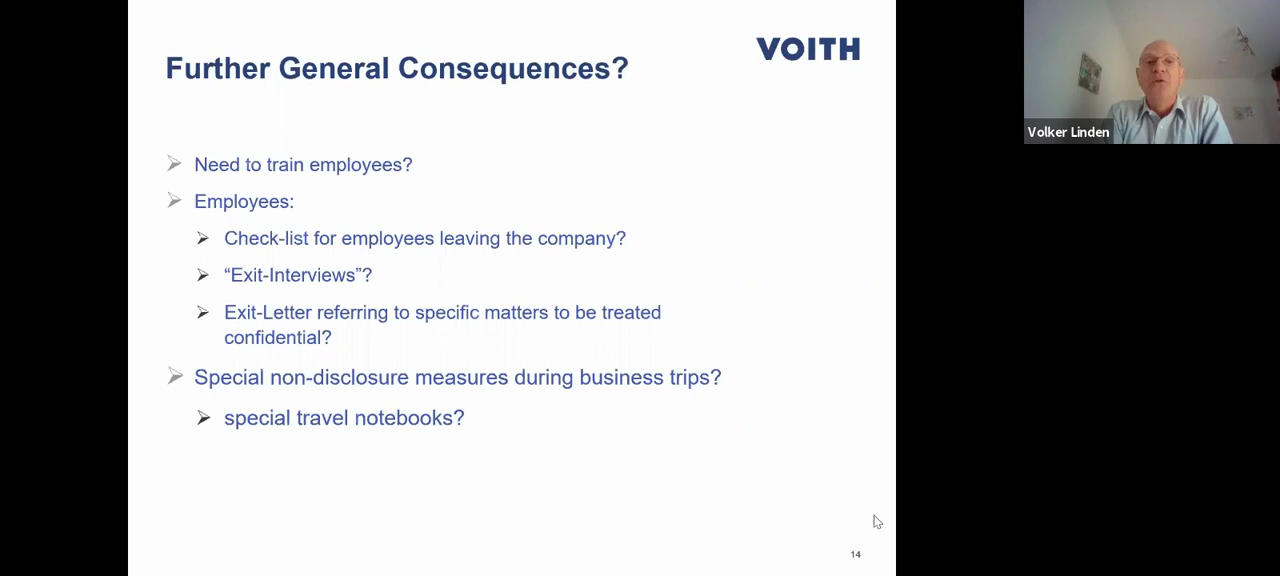 VOITH
Further General Consequences?
Volker Linden
Need to train employees?
Employees:
Check-list for employees leaving the company?
“Exit-Interviews”?
Exit-Letter referring to specific matters to be treated
confidential?
Special non-disclosure measures during business trips?
special travel notebooks?
14